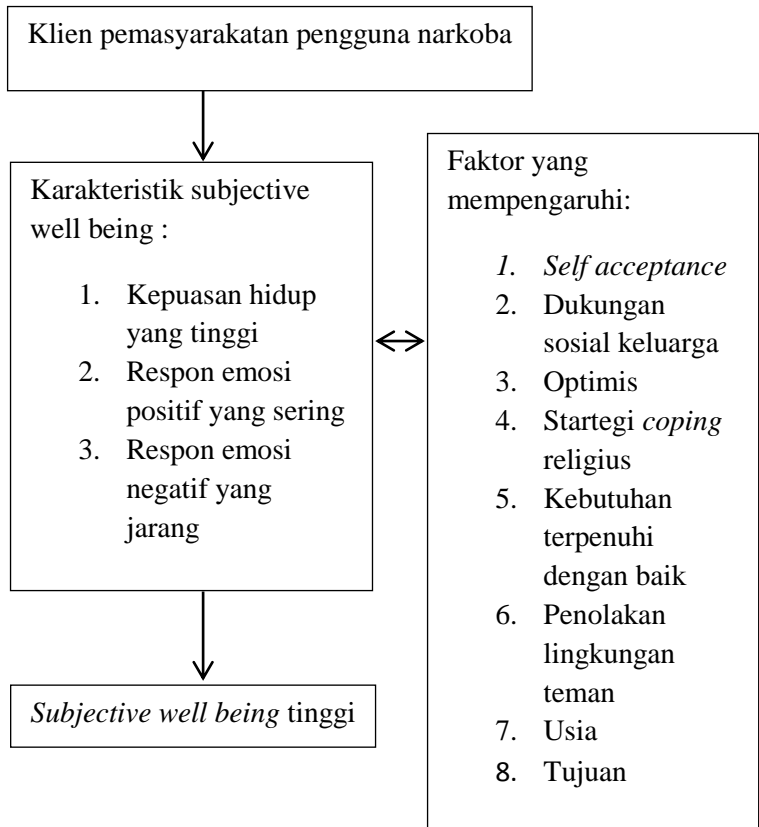 Klien pemasyarakatan pengguna narkoba
Karakteristik subjective
well being :
1. Kepuasan hidup
yang tinggi
2. Respon emosi
positif yang sering
3. Respon emosi
negatif yang
jarang
Subjective well being tinggi
Faktor yang
mempengaruhi:
1. Self acceptance
2. Dukungan
sosial keluarga
3. Optimis
4. Startegi coping
religius
5. Kebutuhan
terpenuhi
dengan baik
6. Penolakan
lingkungan
teman
7. Usia
8. Tujuan